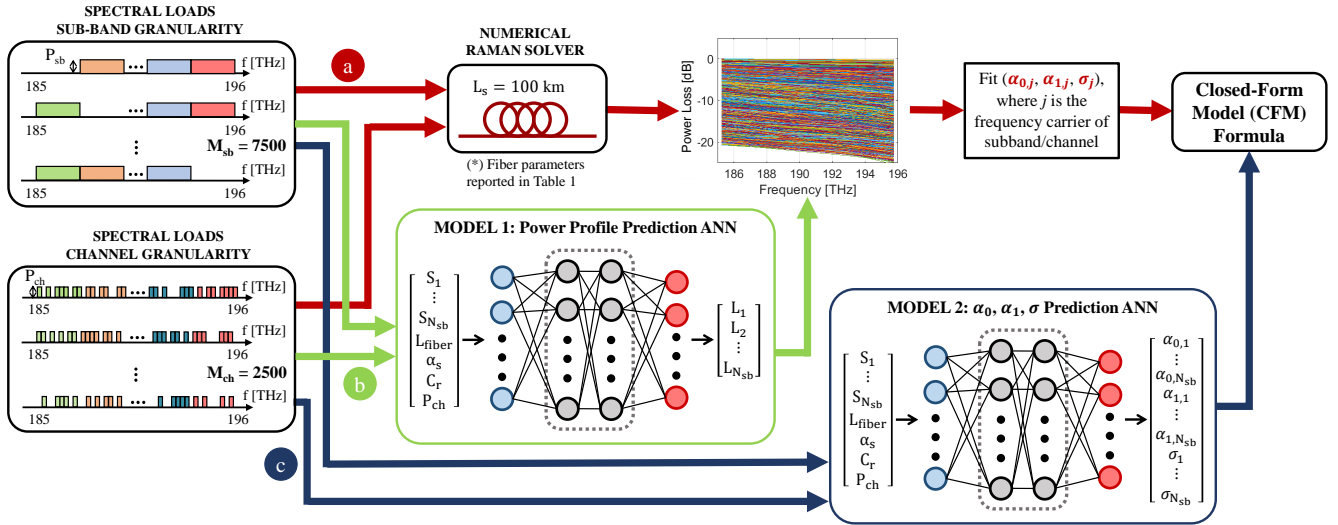 SPECTRAL LOADS
SUB-BAND GRANULARITY
P_sb
f [THz]
185
196
f [THz]
185
196
M_sb = 7500
f [THz]
185
196
SPECTRAL LOADS
CHANNEL GRANULARITY
P_ch
f [THz]
185
196
f [THz]
185
196
M_ch = 2500
f [THz]
185
196
a
b
c
NUMERICAL
RAMAN SOLVER
L_s = 100 km
(*) Fiber parameters
reported in Table 1
Power Loss [dB]
0
-10
-20
186
188
190
192
194
196
Frequency [THz]
Fit (α_0,j, α_1,j, σ_j),
where j is the
frequency carrier of
subband/channel
Closed-Form
Model (CFM)
Formula
MODEL 1: Power Profile Prediction ANN
S_1
⋮
S_N_sb
L_fiber
α_s
C_r
P_ch
L_1
L_2
⋮
L_N_sb
MODEL 2: α_0, α_1, σ Prediction ANN
S_1
⋮
S_N_sb
L_fiber
α_s
C_r
P_ch
α_0,1
⋮
α_0,N_sb
α_1,1
⋮
α_1,N_sb
σ_1
⋮
σ_N_sb